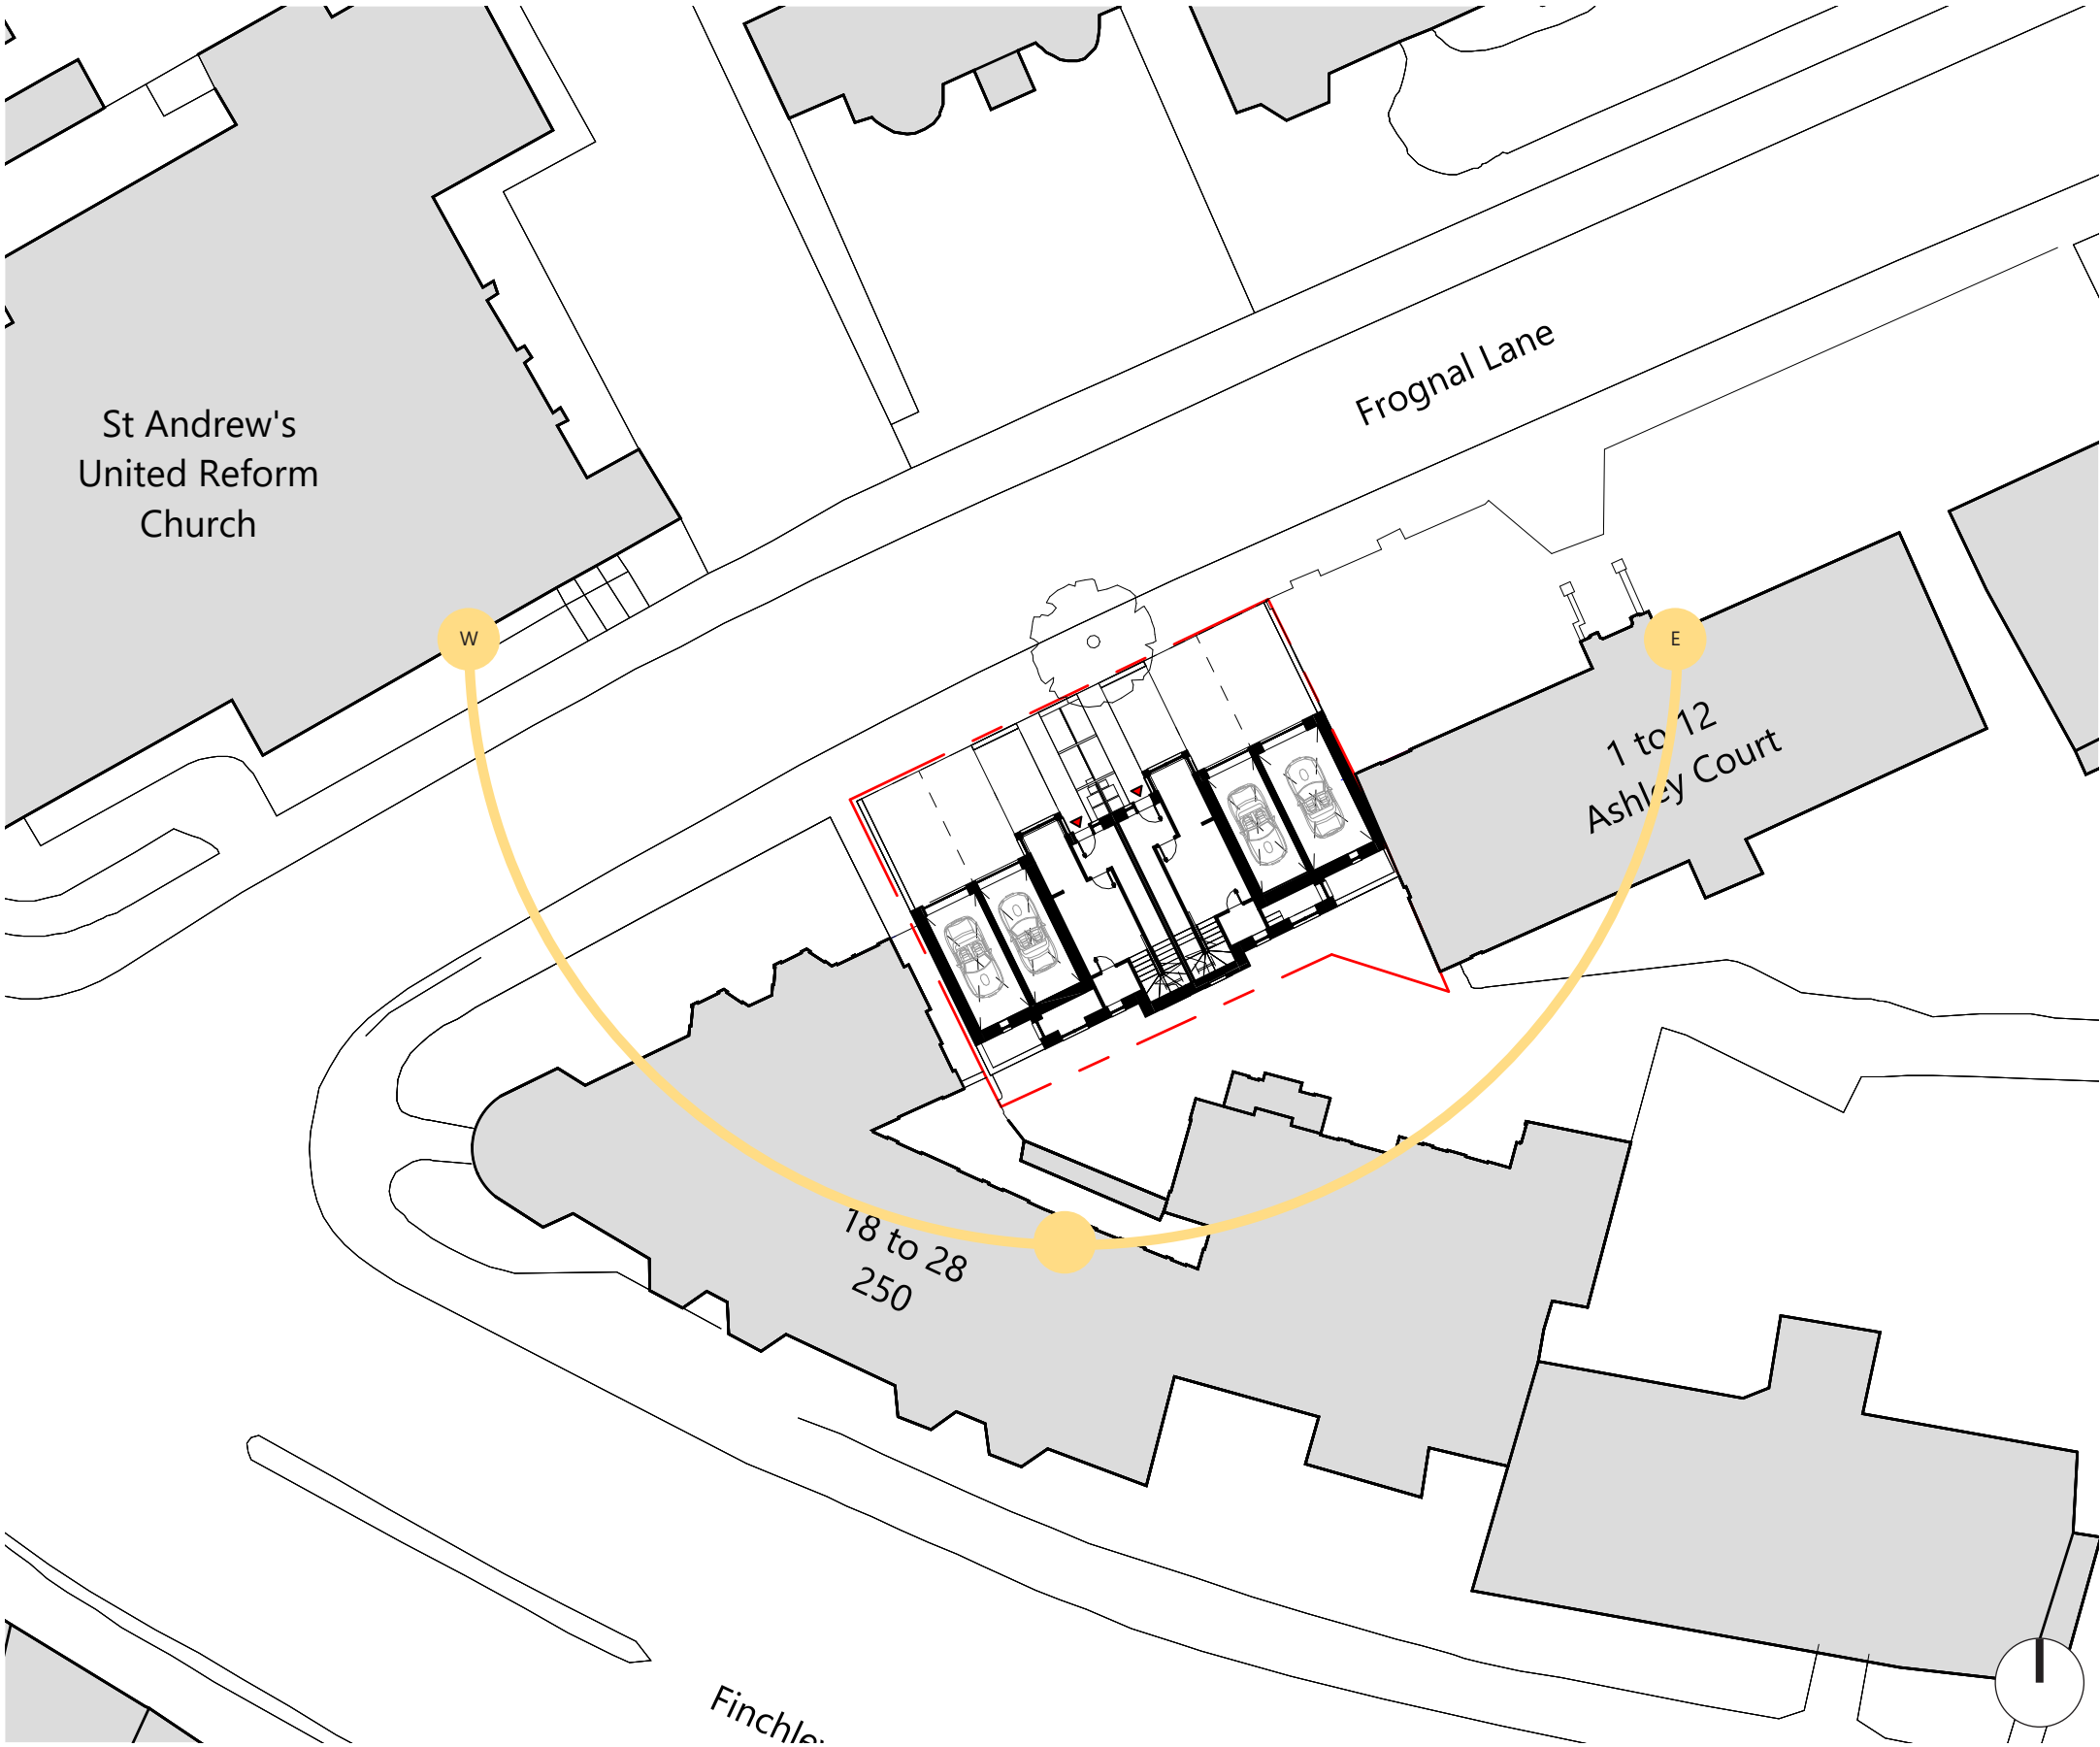 Frognal Lane
St Andrew's
United Reform
Church
W
E
1 to 12
Ashley Court
18 to 28
250